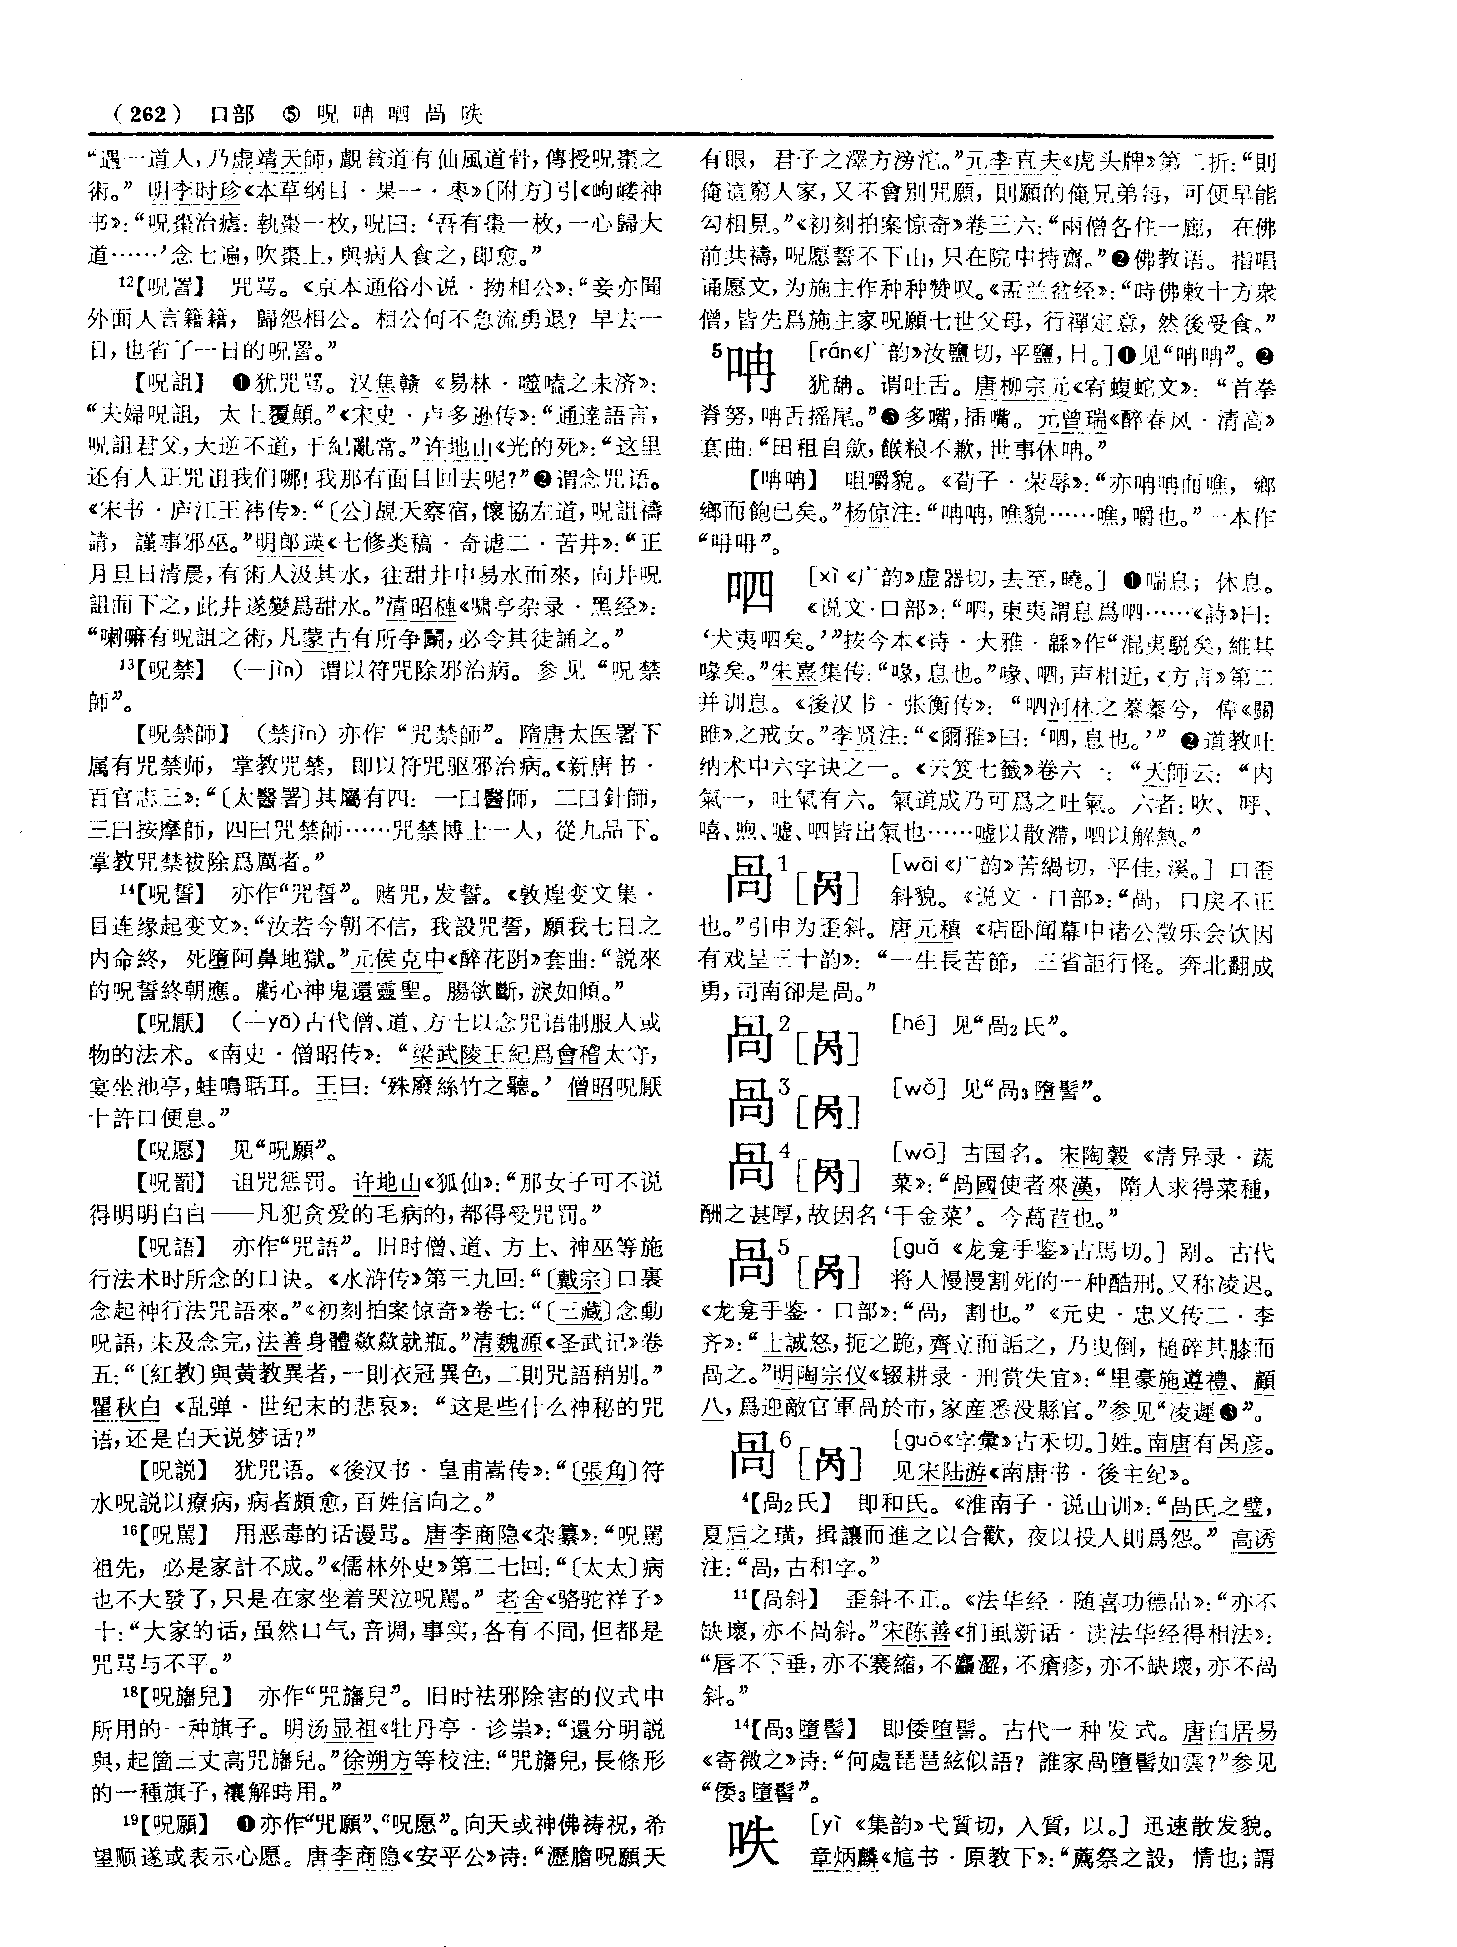 （262） 口部 ⑤ 呪呥呬咼呹
“遇一道人，乃虚靖天師，觀貧道有仙風道骨，傳授呪棗之
術。”明李时珍《本草纲目·果一·枣》〔附方〕引《岣嵝神
书》：“呪棗治瘧：執棗一枚，呪曰：‘吾有棗一枚，一心歸大
道……’念七遍，吹棗上，與病人食之，即愈。”
12【呪詈】 咒骂。《京本通俗小说·拗相公》：“妾亦聞
外面人言籍籍，歸怨相公。相公何不急流勇退？早去一
日，也省了一日的呪詈。”
【呪詛】 ❶犹咒骂。汉焦赣《易林·噬嗑之未济》：
“夫婦呪詛，太上覆顛。”《宋史·卢多逊传》：“通達語言，
呪詛君父，大逆不道，干紀亂常。”许地山《光的死》：“这里
还有人正咒诅我们哪！我那有面目回去呢？”❷谓念咒语。
《宋书·庐江王祎传》：“〔公〕覘天察宿，懷協左道，呪詛禱
請，謹事邪巫。”明郎瑛《七修类稿·奇谑二·苦井》：“正
月旦日清晨，有術人汲其水，往甜井中易水而來，向井呪
詛而下之，此井遂變爲甜水。”清昭槤《啸亭杂录·黑经》：
“喇嘛有呪詛之術，凡蒙古有所争鬭，必令其徒誦之。”
13【呪禁】 （—jìn）谓以符咒除邪治病。参见“呪禁
師”。
【呪禁師】 （禁jìn）亦作“咒禁師”。隋唐太医署下
属有咒禁师，掌教咒禁，即以符咒驱邪治病。《新唐书·
百官志三》：“〔太醫署〕其屬有四：一曰醫師，二曰針師，
三曰按摩師，四曰咒禁師……咒禁博士一人，從九品下。
掌教咒禁祓除爲厲者。”
14【呪誓】 亦作“咒誓”。赌咒，发誓。《敦煌变文集·
目连缘起变文》：“汝若今朝不信，我設咒誓，願我七日之
内命終，死墮阿鼻地獄。”元侯克中《醉花阴》套曲：“説來
的呪誓終朝應。虧心神鬼還靈聖。腸欲斷，淚如傾。”
【呪厭】 （—yā）古代僧、道、方士以念咒语制服人或
物的法术。《南史·僧昭传》：“梁武陵王紀爲會稽太守，
宴坐池亭，蛙鳴聒耳。王曰：‘殊廢絲竹之聽。’僧昭呪厭
十許口便息。”
【呪愿】 见“呪願”。
【呪罰】 诅咒惩罚。许地山《狐仙》：“那女子可不说
得明明白白——凡犯贪爱的毛病的，都得受咒罚。”
【呪語】 亦作“咒語”。旧时僧、道、方士、神巫等施
行法术时所念的口诀。《水浒传》第三九回：“〔戴宗〕口裏
念起神行法咒語來。”《初刻拍案惊奇》卷七：“〔三藏〕念動
呪語，未及念完，法善身體歘歘就瓶。”清魏源《圣武记》卷
五：“〔紅教〕與黄教異者，一則衣冠異色，二則咒語稍别。”
瞿秋白《乱弹·世纪末的悲哀》：“这是些什么神秘的咒
语，还是白天说梦话？”
【呪説】 犹咒语。《後汉书·皇甫嵩传》：“〔張角〕符
水呪説以療病，病者頗愈，百姓信向之。”
16【呪駡】 用恶毒的话谩骂。唐李商隐《杂纂》：“呪駡
祖先，必是家計不成。”《儒林外史》第二七回：“〔太太〕病
也不大發了，只是在家坐着哭泣呪駡。”老舍《骆驼祥子》
十：“大家的话，虽然口气，音调，事实，各有不同，但都是
咒骂与不平。”
18【呪旛兒】 亦作“咒旛兒”。旧时祛邪除害的仪式中
所用的一种旗子。明汤显祖《牡丹亭·诊祟》：“還分明説
與，起箇三丈高咒旛兒。”徐朔方等校注：“咒旛兒，長條形
的一種旗子，禳解時用。”
19【呪願】 ❶亦作“咒願”、“呪愿”。向天或神佛祷祝，希
望顺遂或表示心愿。唐李商隐《安平公》诗：“瀝膽呪願天
有眼，君子之澤方滂沱。”元李直夫《虎头牌》第二折：“則
俺這窮人家，又不會别咒願，則願的俺兄弟每，可便早能
勾相見。”《初刻拍案惊奇》卷三六：“兩僧各住一廊，在佛
前共禱，呪愿誓不下山，只在院中持齋。”❷佛教语。指唱
诵愿文，为施主作种种赞叹。《盂兰盆经》：“時佛敕十方衆
僧，皆先爲施主家呪願七世父母，行禪定意，然後受食。”
5呥 [rán《广韵》汝鹽切，平鹽，日。]❶见“呥呥”。❷
犹䑙。谓吐舌。唐柳宗元《宥蝮蛇文》：“首拳
脊努，呥舌摇尾。”❸多嘴，插嘴。元曾瑞《醉春风·清高》
套曲：“田租自斂，餱粮不歉，世事休呥。”
【呥呥】 咀嚼貌。《荀子·荣辱》：“亦呥呥而噍，鄉
鄉而飽已矣。”杨倞注：“呥呥，噍貌……噍，嚼也。”一本作
“呫呫”。
呬 [xì《广韵》虚器切，去至，曉。] ❶喘息；休息。
《说文·口部》：“呬，東夷謂息爲呬……《詩》曰：
‘犬夷呬矣。’”按今本《诗·大雅·緜》作“混夷駾矣，維其
喙矣。”朱熹集传：“喙，息也。”喙、呬，声相近，《方言》第二
并训息。《後汉书·张衡传》：“呬河林之蓁蓁兮，偉《關
雎》之戒女。”李贤注：“《爾雅》曰：‘呬，息也。’” ❷道教吐
纳术中六字诀之一。《云笈七籤》卷六一：“天師云：“内
氣一，吐氣有六。氣道成乃可爲之吐氣。六者：吹、呼、
嘻、煦、嘘、呬皆出氣也……嘘以散滯，呬以解熱。”
咼1［呙］ [wāi《广韵》苦緺切，平佳，溪。] 口歪
斜貌。《说文·口部》：“咼，口戾不正
也。”引申为歪斜。唐元稹《痁卧闻幕中诸公徵乐会饮因
有戏呈三十韵》：“一生長苦節，三省詎行怪。奔北翻成
勇，司南卻是咼。”
咼2［呙］ [hé] 见“咼2氏”。
咼3［呙］ [wǒ] 见“咼3墮髻”。
咼4［呙］ [wō] 古国名。宋陶穀《清异录·蔬
菜》：“咼國使者來漢，隋人求得菜種，
酬之甚厚，故因名‘千金菜’。今萵苣也。”
咼5［呙］ [guǎ《龙龛手鉴》古馬切。] 剐。古代
将人慢慢割死的一种酷刑。又称凌迟。
《龙龛手鉴·口部》：“咼，割也。”《元史·忠义传二·李
齐》：“士誠怒，扼之跪，齊立而詬之，乃曳倒，槌碎其膝而
咼之。”明陶宗仪《辍耕录·刑赏失宜》：“里豪施遵禮、顧
八，爲迎敵官軍咼於市，家産悉没縣官。”参见“凌遲❸”。
咼6［呙］ [guō《字彙》古禾切。]姓。南唐有咼彦。
见宋陆游《南唐书·後主纪》。
4【咼2氏】 即和氏。《淮南子·说山训》：“咼氏之璧，
夏后之璜，揖讓而進之以合歡，夜以投人則爲怨。”高诱
注：“咼，古和字。”
11【咼斜】 歪斜不正。《法华经·随喜功德品》：“亦不
缺壞，亦不咼斜。”宋陈善《扪虱新话·读法华经得相法》：
“唇不下垂，亦不褰縮，不麤澀，不瘡疹，亦不缺壞，亦不咼
斜。”
14【咼3墮髻】 即倭堕髻。古代一种发式。唐白居易
《寄微之》诗：“何處琵琶絃似語？誰家咼墮髻如雲？”参见
“倭3墮髻”。
呹 [yì《集韵》弋質切，入質，以。] 迅速散发貌。
章炳麟《訄书·原教下》：“薦祭之設，情也；謂